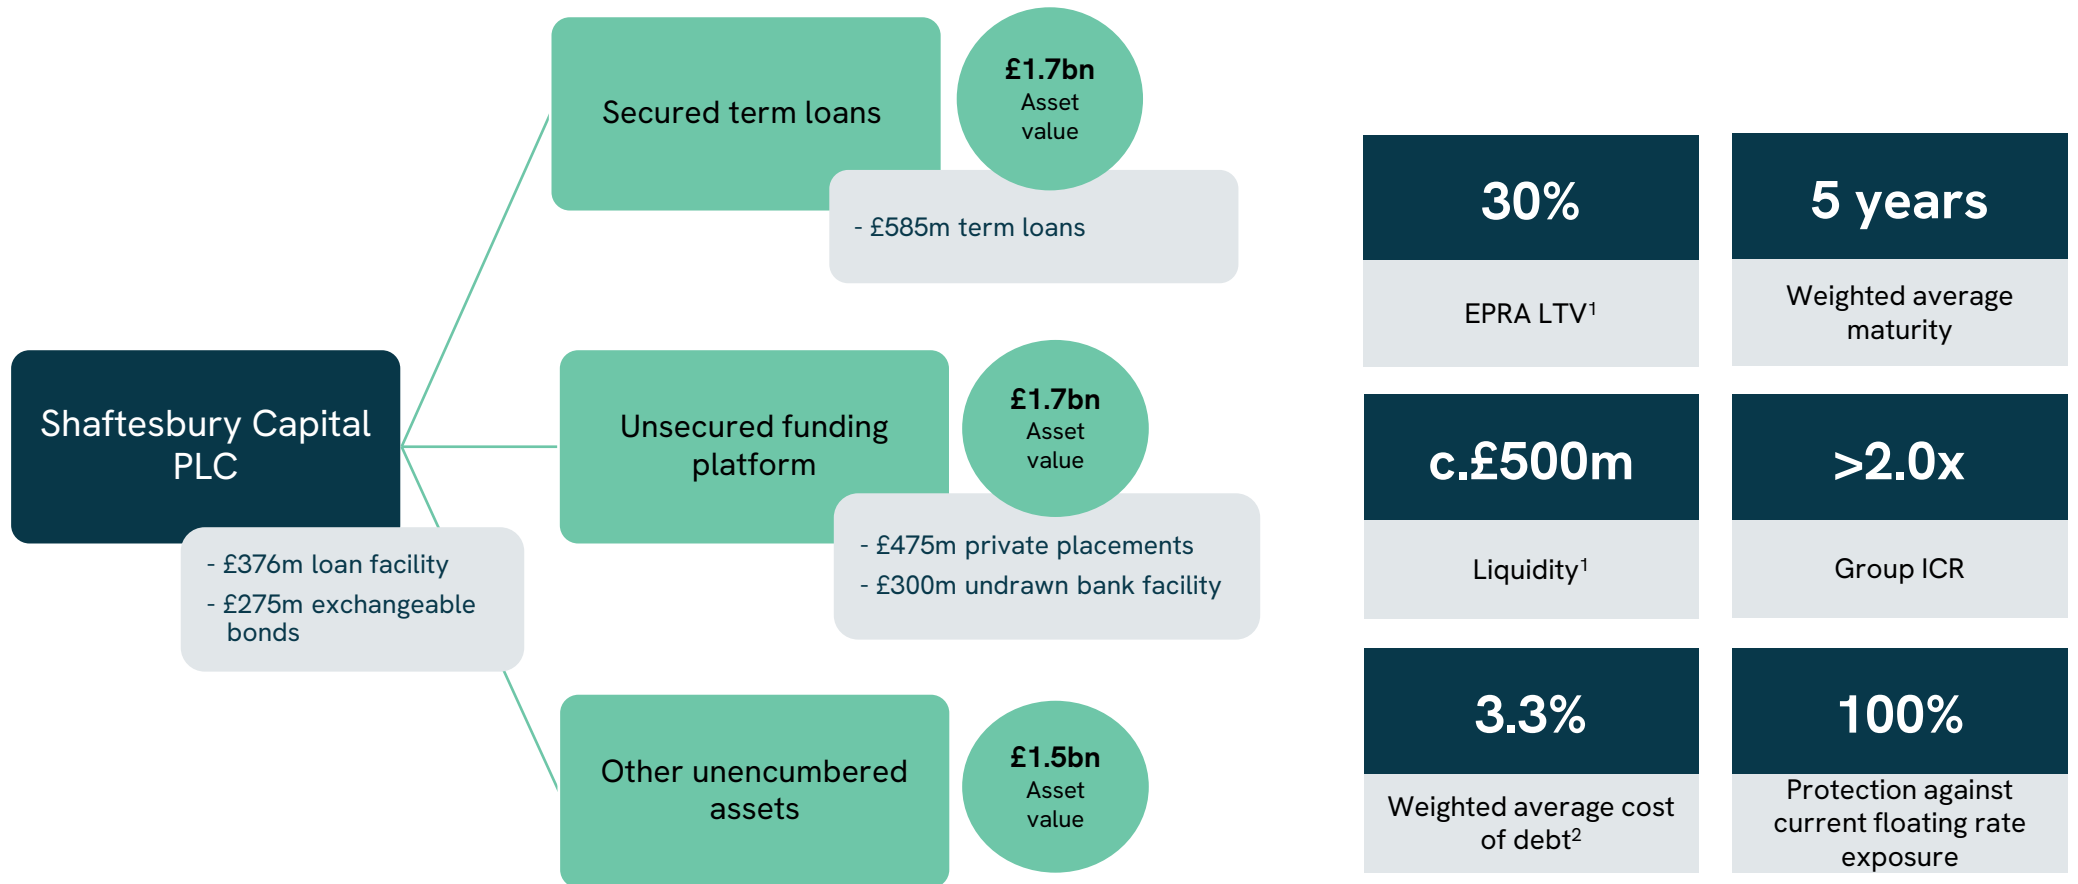 Shaftesbury Capital
PLC
- £376m loan facility
- £275m exchangeable
bonds
Secured term loans
£1.7bn
Asset
value
- £585m term loans
Unsecured funding
platform
£1.7bn
Asset
value
- £475m private placements
- £300m undrawn bank facility
Other unencumbered
assets
£1.5bn
Asset
value
30%
EPRA LTV¹
5 years
Weighted average
maturity
c.£500m
Liquidity¹
>2.0x
Group ICR
3.3%
Weighted average cost
of debt²
100%
Protection against
current floating rate
exposure